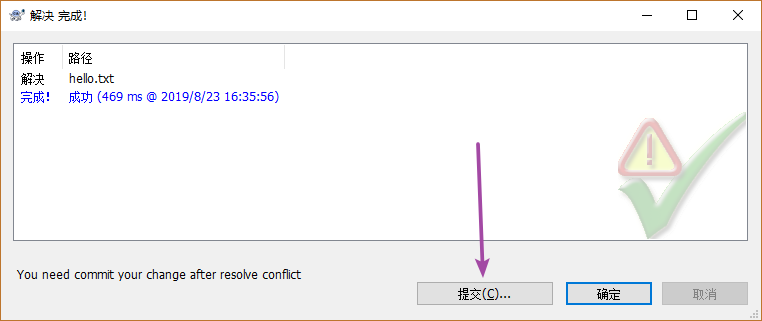 解决 完成!
操作 路径
解决 hello.txt
完成! 成功 (469 ms @ 2019/8/23 16:35:56)
You need commit your change after resolve conflict
提交(C)... 确定 取消